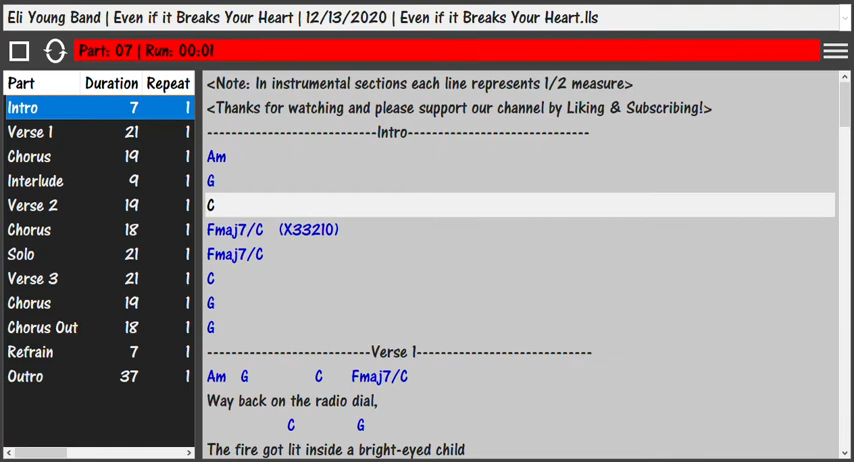 Eli Young Band | Even if it Breaks Your Heart | 12/13/2020 | Even if it Breaks Your Heart.lls
Part: 07 | Run: 00:01
Part Duration Repeat
Intro 7 1
Verse 1 21 1
Chorus 19 1
Interlude 9 1
Verse 2 19 1
Chorus 18 1
Solo 21 1
Verse 3 21 1
Chorus 19 1
Chorus Out 18 1
Refrain 7 1
Outro 37 1
<Note: In instrumental sections each line represents 1/2 measure>
<Thanks for watching and please support our channel by Liking & Subscribing!>
----------------------------Intro------------------------------
Am
G
C
Fmaj7/C (X33210)
Fmaj7/C
C
G
G
---------------------------Verse 1-----------------------------
Am G C Fmaj7/C
Way back on the radio dial,
C G
The fire got lit inside a bright-eyed child